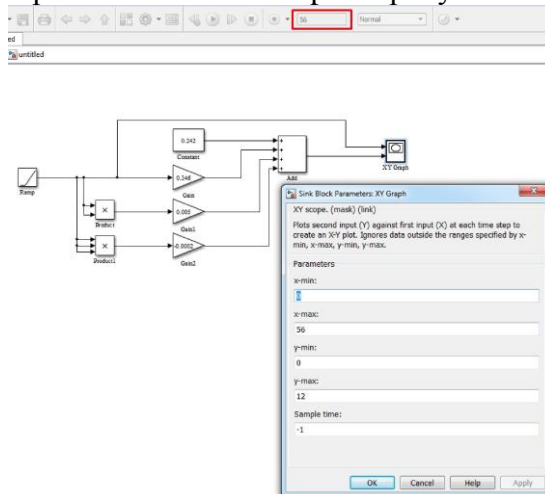 56
Normal
ed
untitled
0.242
Constant
Ramp
0.246
Gain
Add
XY Graph
×
Product
0.005
Gain1
×
Product1
-0.0002
Gain2
Sink Block Parameters: XY Graph
XY scope. (mask) (link)
Plots second input (Y) against first input (X) at each time step to
create an X-Y plot. Ignores data outside the ranges specified by x-
min, x-max, y-min, y-max.
Parameters
x-min:
0
x-max:
56
y-min:
0
y-max:
12
Sample time:
-1
OK Cancel Help Apply